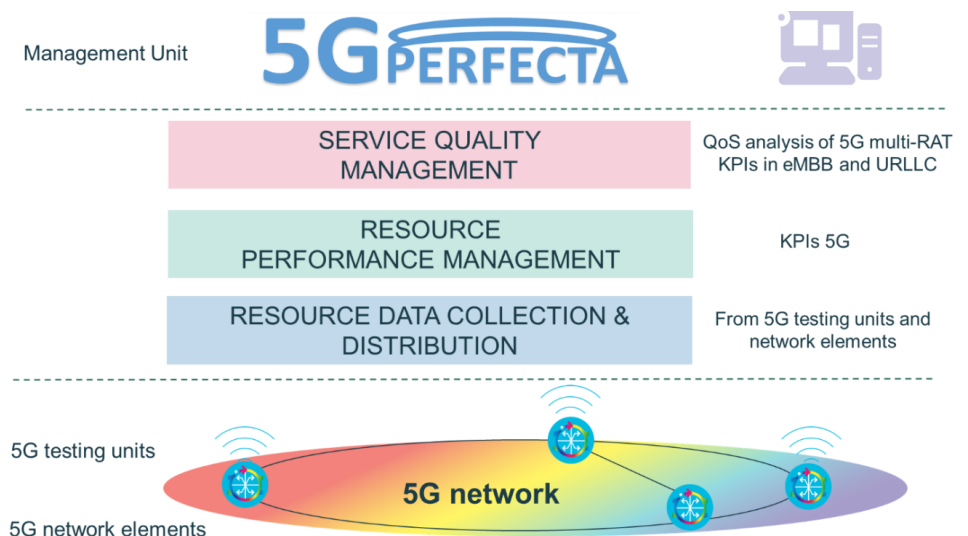 Management Unit
5G PERFECTA
SERVICE QUALITY
MANAGEMENT
QoS analysis of 5G multi-RAT
KPIs in eMBB and URLLC
RESOURCE
PERFORMANCE MANAGEMENT
KPIs 5G
RESOURCE DATA COLLECTION &
DISTRIBUTION
From 5G testing units and
network elements
5G testing units
5G network
5G network elements